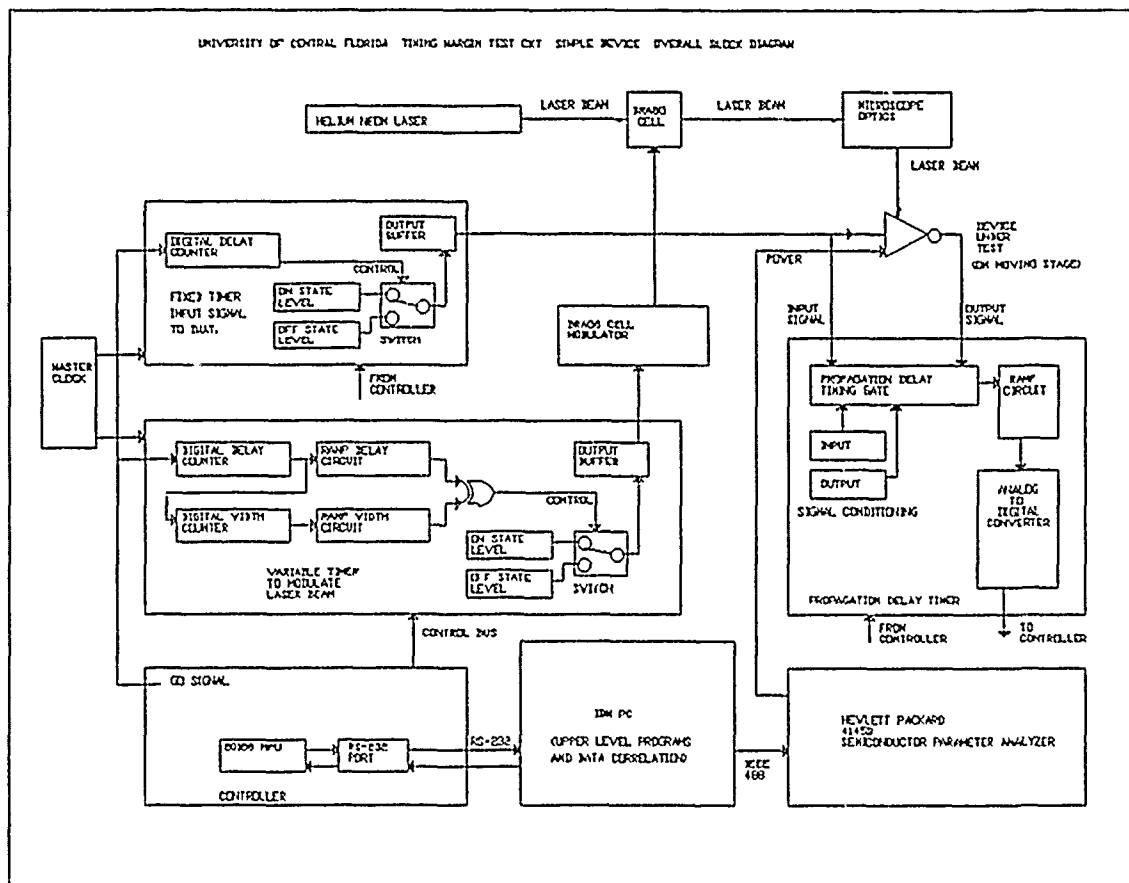 UNIVERSITY OF CENTRAL FLORIDA TIMING MARGIN TEST CKT SIMPLE DEVICE OVERALL BLOCK DIAGRAM
HELIUM NEON LASER
LASER BEAM
BRAGG
CELL
LASER BEAM
MICROSCOPE
OPTICS
LASER BEAM
DIGITAL DELAY
COUNTER
OUTPUT
BUFFER
CONTROL
FIXED TIMER
INPUT SIGNAL
TO D.U.T.
ON STATE
LEVEL
OFF STATE
LEVEL
SWITCH
POWER
DEVICE
UNDER
TEST
(ON MOVING STAGE)
INPUT
SIGNAL
OUTPUT
SIGNAL
BRAGG CELL
MODULATOR
MASTER
CLOCK
FROM
CONTROLLER
PROPAGATION DELAY
TIMING GATE
RAMP
CIRCUIT
INPUT
OUTPUT
SIGNAL CONDITIONING
ANALOG
TO
DIGITAL
CONVERTER
PROPAGATION DELAY TIMER
FROM
CONTROLLER
TO
CONTROLLER
DIGITAL DELAY
COUNTER
RAMP DELAY
CIRCUIT
OUTPUT
BUFFER
DIGITAL WIDTH
COUNTER
RAMP WIDTH
CIRCUIT
CONTROL
ON STATE
LEVEL
OFF STATE
LEVEL
SWITCH
VARIABLE TIMER
TO MODULATE
LASER BEAM
CONTROL BUS
GO SIGNAL
MPU
RS-232
PORT
RS-232
CONTROLLER
IBM PC
(UPPER LEVEL PROGRAMS
AND DATA CORRELATION)
IEEE
488
HEWLETT PACKARD
SEMICONDUCTOR PARAMETER ANALYZER